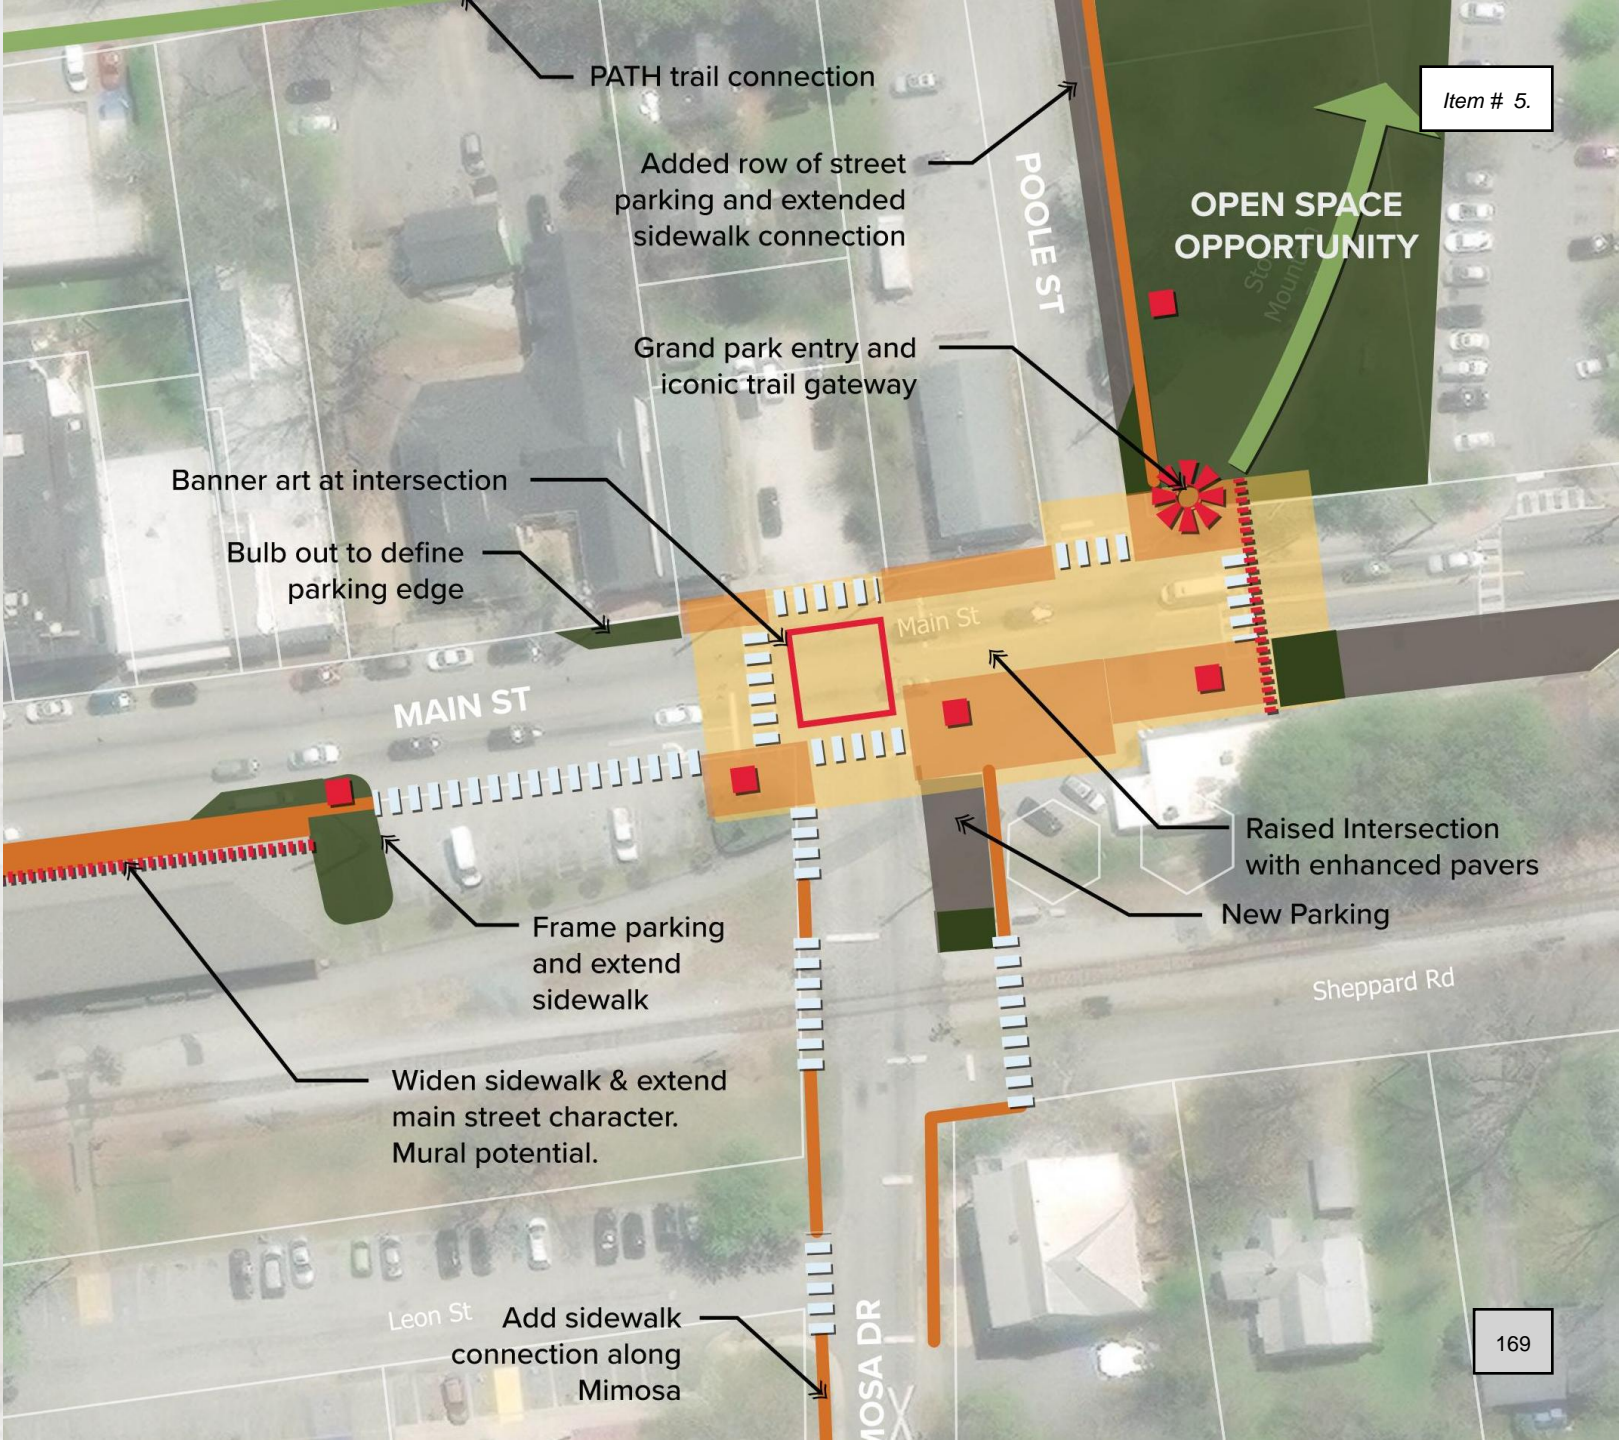 PATH trail connection
Item # 5.
Added row of street
parking and extended
sidewalk connection
POOLE ST
OPEN SPACE
OPPORTUNITY
Grand park entry and
iconic trail gateway
Banner art at intersection
Bulb out to define
parking edge
Main St
MAIN ST
Raised Intersection
with enhanced pavers
New Parking
Frame parking
and extend
sidewalk
Sheppard Rd
Widen sidewalk & extend
main street character.
Mural potential.
Leon St
Add sidewalk
connection along
Mimosa
MOSA DR
169